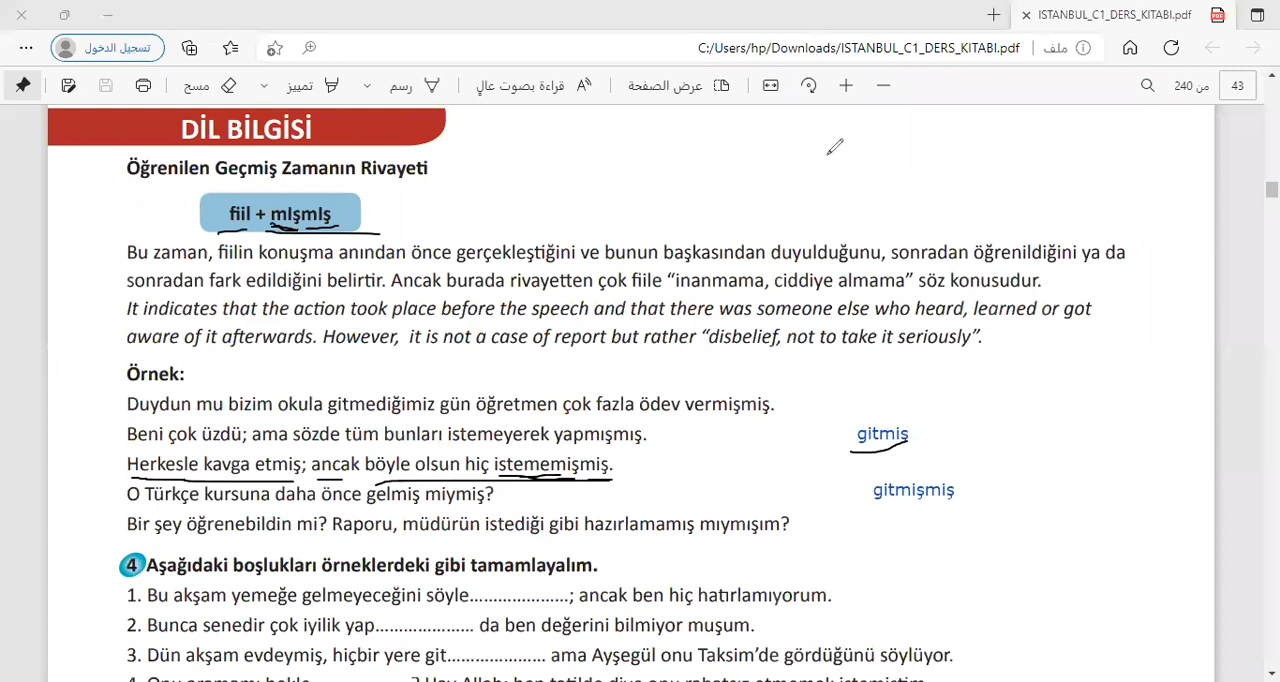 ISTANBUL_C1_DERS_KITABI.pdf
تسجيل الدخول
C:/Users/hp/Downloads/ISTANBUL_C1_DERS_KITABI.pdf
ملف
مسح
تمييز
رسم
قراءة بصوت عالٍ
عرض الصفحة
من 240
43
DİL BİLGİSİ
Öğrenilen Geçmiş Zamanın Rivayeti
fiil + mIşmIş
Bu zaman, fiilin konuşma anından önce gerçekleştiğini ve bunun başkasından duyulduğunu, sonradan öğrenildiğini ya da
sonradan fark edildiğini belirtir. Ancak burada rivayetten çok fiile “inanmama, ciddiye almama” söz konusudur.
It indicates that the action took place before the speech and that there was someone else who heard, learned or got
aware of it afterwards. However, it is not a case of report but rather “disbelief, not to take it seriously”.
Örnek:
Duydun mu bizim okula gitmediğimiz gün öğretmen çok fazla ödev vermişmiş.
Beni çok üzdü; ama sözde tüm bunları istemeyerek yapmışmış.
gitmiş
Herkesle kavga etmiş; ancak böyle olsun hiç istememişmiş.
O Türkçe kursuna daha önce gelmiş miymiş?
gitmişmiş
Bir şey öğrenebildin mi? Raporu, müdürün istediği gibi hazırlamamış mıymışım?
4 Aşağıdaki boşlukları örneklerdeki gibi tamamlayalım.
1. Bu akşam yemeğe gelmeyeceğini söyle....................; ancak ben hiç hatırlamıyorum.
2. Bunca senedir çok iyilik yap.................... da ben değerini bilmiyor muşum.
3. Dün akşam evdeymiş, hiçbir yere git.................... ama Ayşegül onu Taksim’de gördüğünü söylüyor.